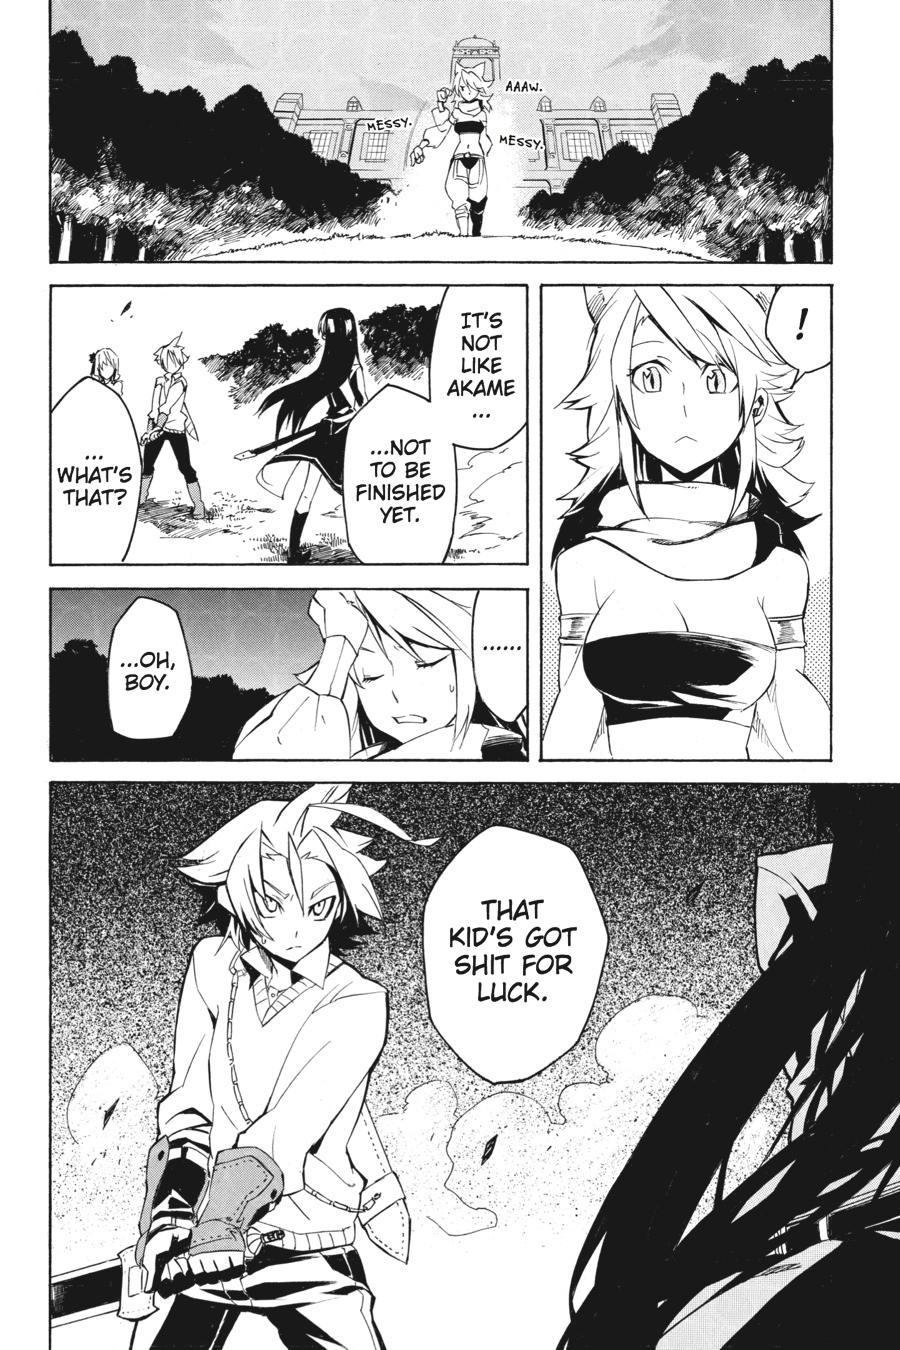 AAAW.
MESSY.
MESSY.
IT'S
NOT
LIKE
AKAME
...
...NOT
TO BE
FINISHED
YET.
...
WHAT'S
THAT?
!
......
...OH,
BOY.
THAT
KID'S GOT
SHIT FOR
LUCK.